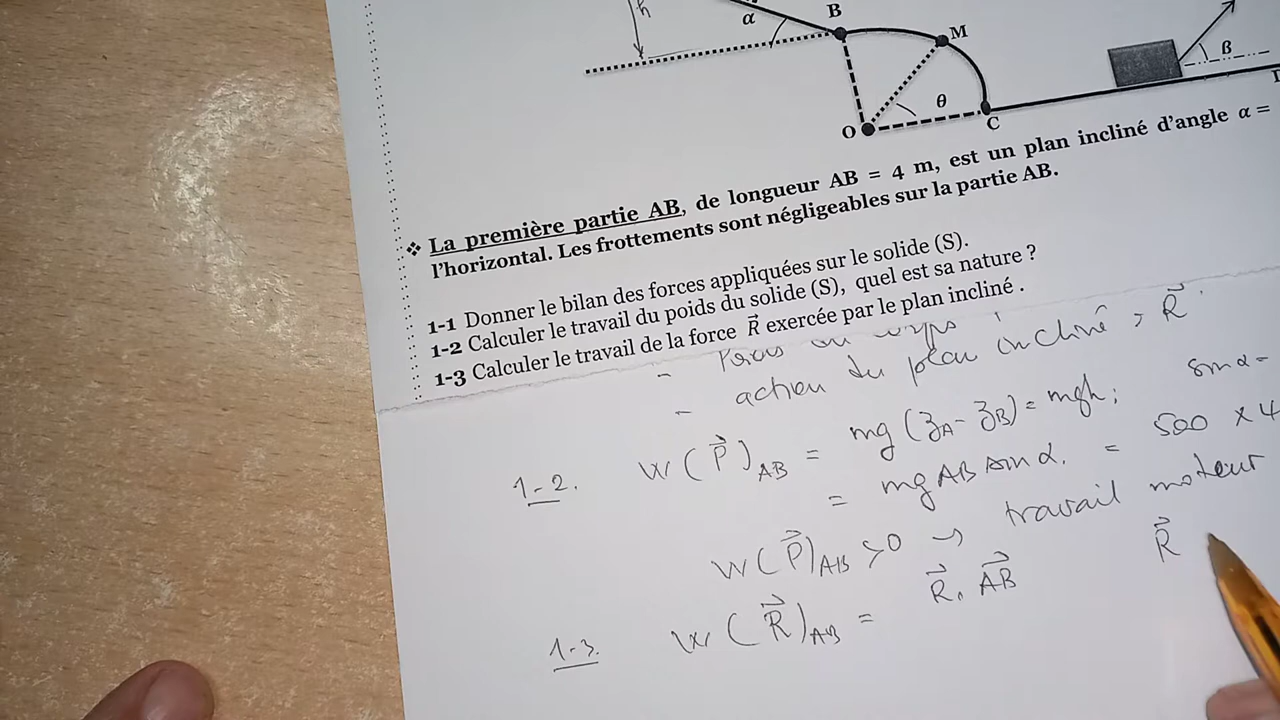 h
α
B
M
β
θ
O
C
❖ La première partie AB, de longueur AB = 4 m, est un plan incliné d'angle α =
l'horizontal. Les frottements sont négligeables sur la partie AB.
1-1 Donner le bilan des forces appliquées sur le solide (S).
1-2 Calculer le travail du poids du solide (S), quel est sa nature ?
1-3 Calculer le travail de la force R⃗ exercée par le plan incliné .
- Poids du corps
- action du plan incliné, R⃗
1-2. W(P⃗)AB = mg(zA - zB) = mgh; sin α =
= mg AB sin α. = 500 x 4
W(P⃗)AB > 0 → travail moteur
1-3. W(R⃗)AB = R⃗. AB⃗ R⃗